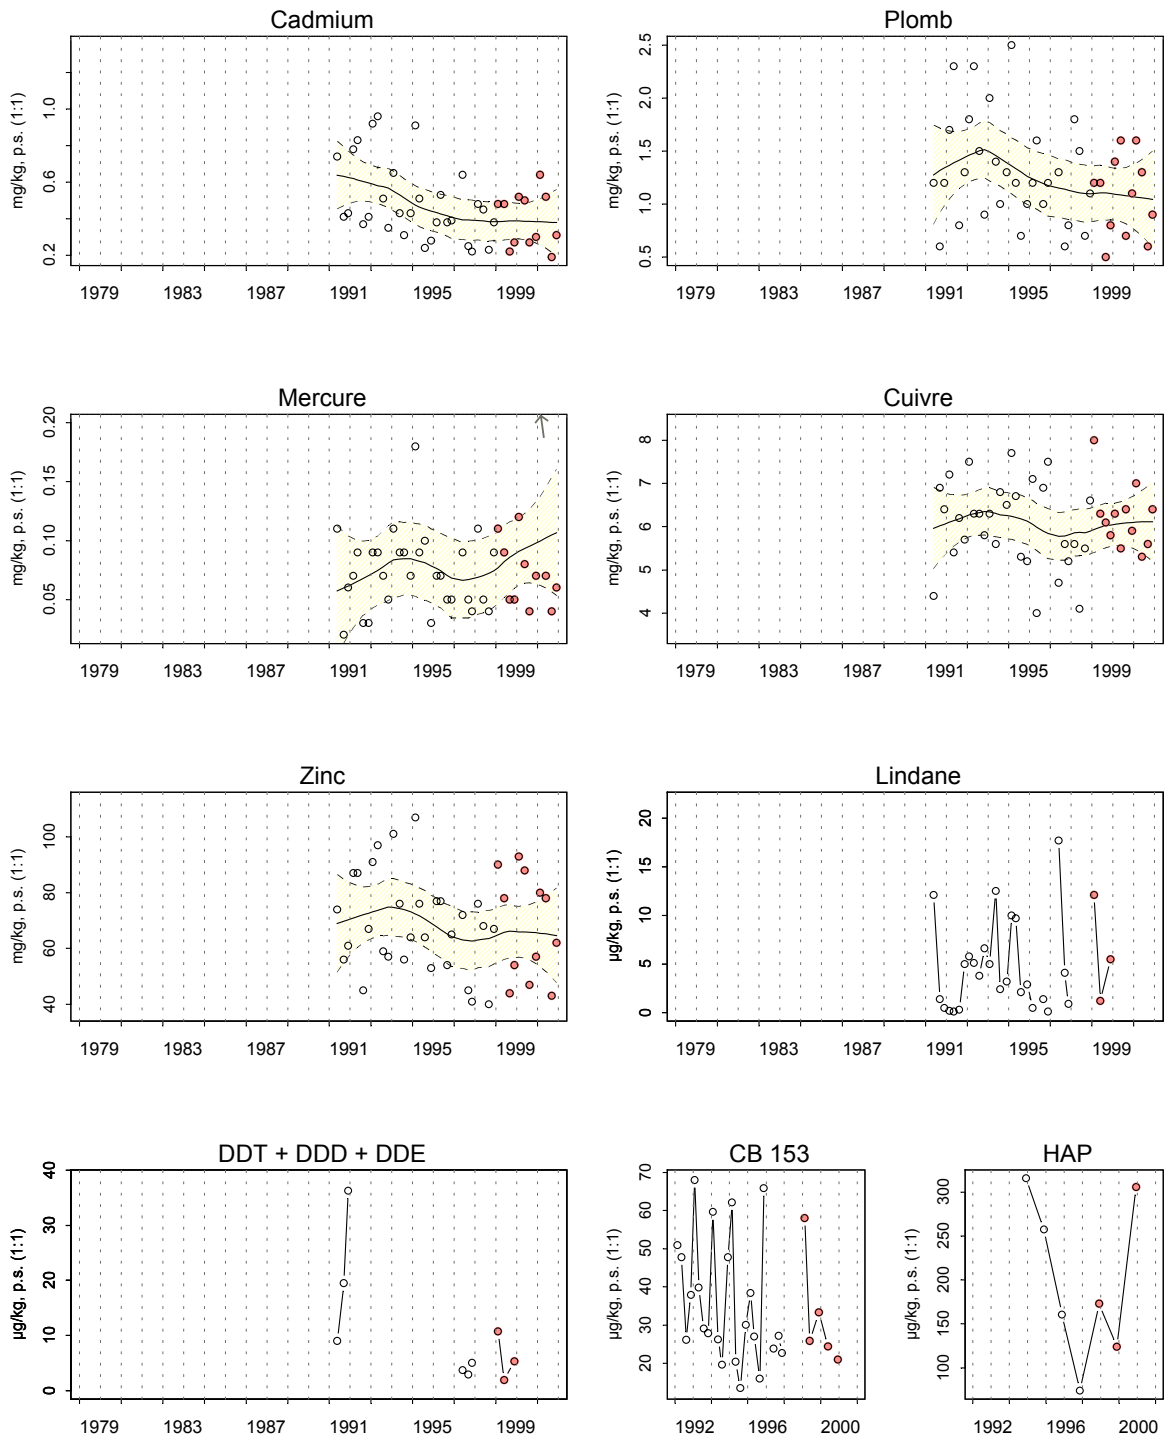 Cadmium
mg/kg, p.s. (1:1)
0.2 0.6 1.0
1979 1983 1987 1991 1995 1999
Plomb
mg/kg, p.s. (1:1)
0.5 1.0 1.5 2.0 2.5
1979 1983 1987 1991 1995 1999
Mercure
mg/kg, p.s. (1:1)
0.05 0.10 0.15 0.20
1979 1983 1987 1991 1995 1999
Cuivre
mg/kg, p.s. (1:1)
4 5 6 7 8
1979 1983 1987 1991 1995 1999
Zinc
mg/kg, p.s. (1:1)
40 60 80 100
1979 1983 1987 1991 1995 1999
Lindane
µg/kg, p.s. (1:1)
0 5 10 15 20
1979 1983 1987 1991 1995 1999
DDT + DDD + DDE
µg/kg, p.s. (1:1)
0 10 20 30 40
1979 1983 1987 1991 1995 1999
CB 153
µg/kg, p.s. (1:1)
20 30 40 50 60 70
1992 1996 2000
HAP
µg/kg, p.s. (1:1)
100 150 200 250 300
1992 1996 2000